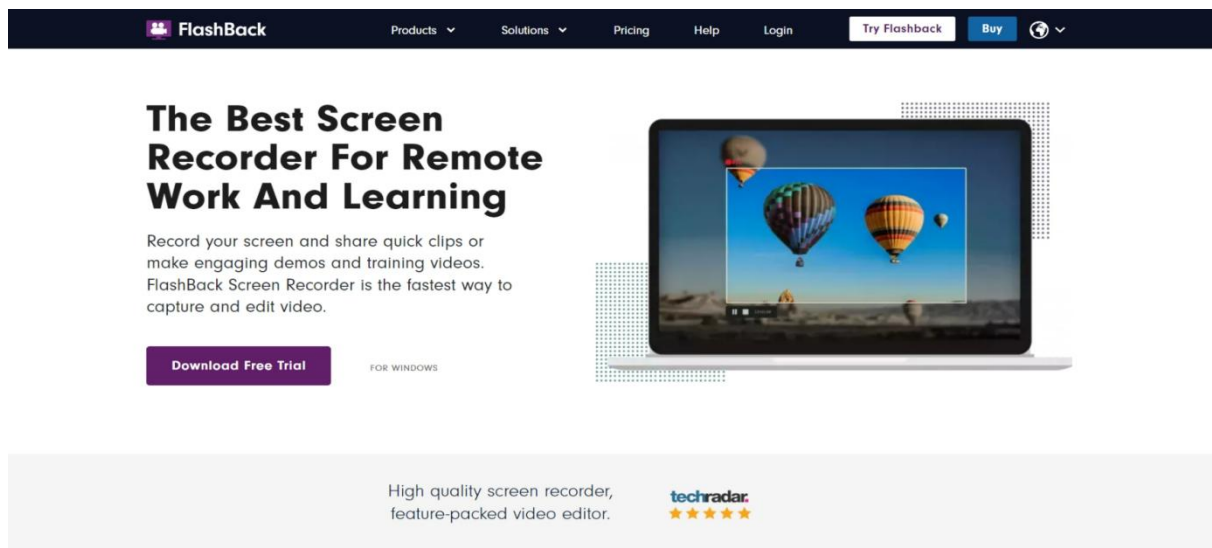 FlashBack
Products
Solutions
Pricing
Help
Login
Try Flashback
Buy
The Best Screen
Recorder For Remote
Work And Learning
Record your screen and share quick clips or
make engaging demos and training videos.
FlashBack Screen Recorder is the fastest way to
capture and edit video.
Download Free Trial
FOR WINDOWS
High quality screen recorder,
feature-packed video editor.
techradar.